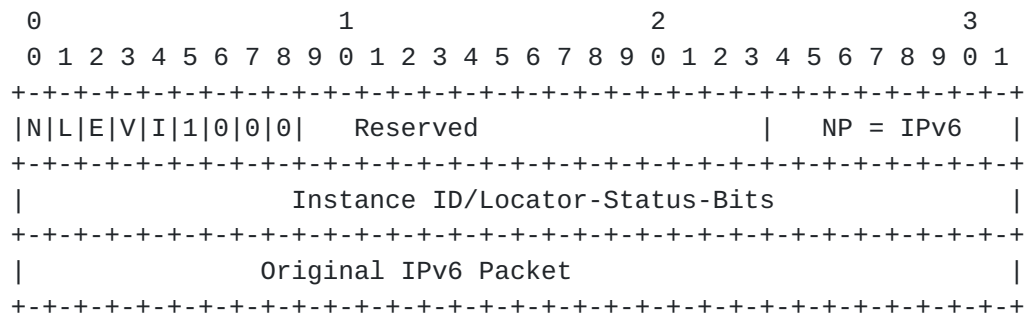 0                   1                   2                   3
 0 1 2 3 4 5 6 7 8 9 0 1 2 3 4 5 6 7 8 9 0 1 2 3 4 5 6 7 8 9 0 1
+-+-+-+-+-+-+-+-+-+-+-+-+-+-+-+-+-+-+-+-+-+-+-+-+-+-+-+-+-+-+-+-+
|N|L|E|V|I|1|0|0|0|   Reserved                  |   NP = IPv6   |
+-+-+-+-+-+-+-+-+-+-+-+-+-+-+-+-+-+-+-+-+-+-+-+-+-+-+-+-+-+-+-+-+
|                 Instance ID/Locator-Status-Bits               |
+-+-+-+-+-+-+-+-+-+-+-+-+-+-+-+-+-+-+-+-+-+-+-+-+-+-+-+-+-+-+-+-+
|               Original IPv6 Packet                            |
+-+-+-+-+-+-+-+-+-+-+-+-+-+-+-+-+-+-+-+-+-+-+-+-+-+-+-+-+-+-+-+-+